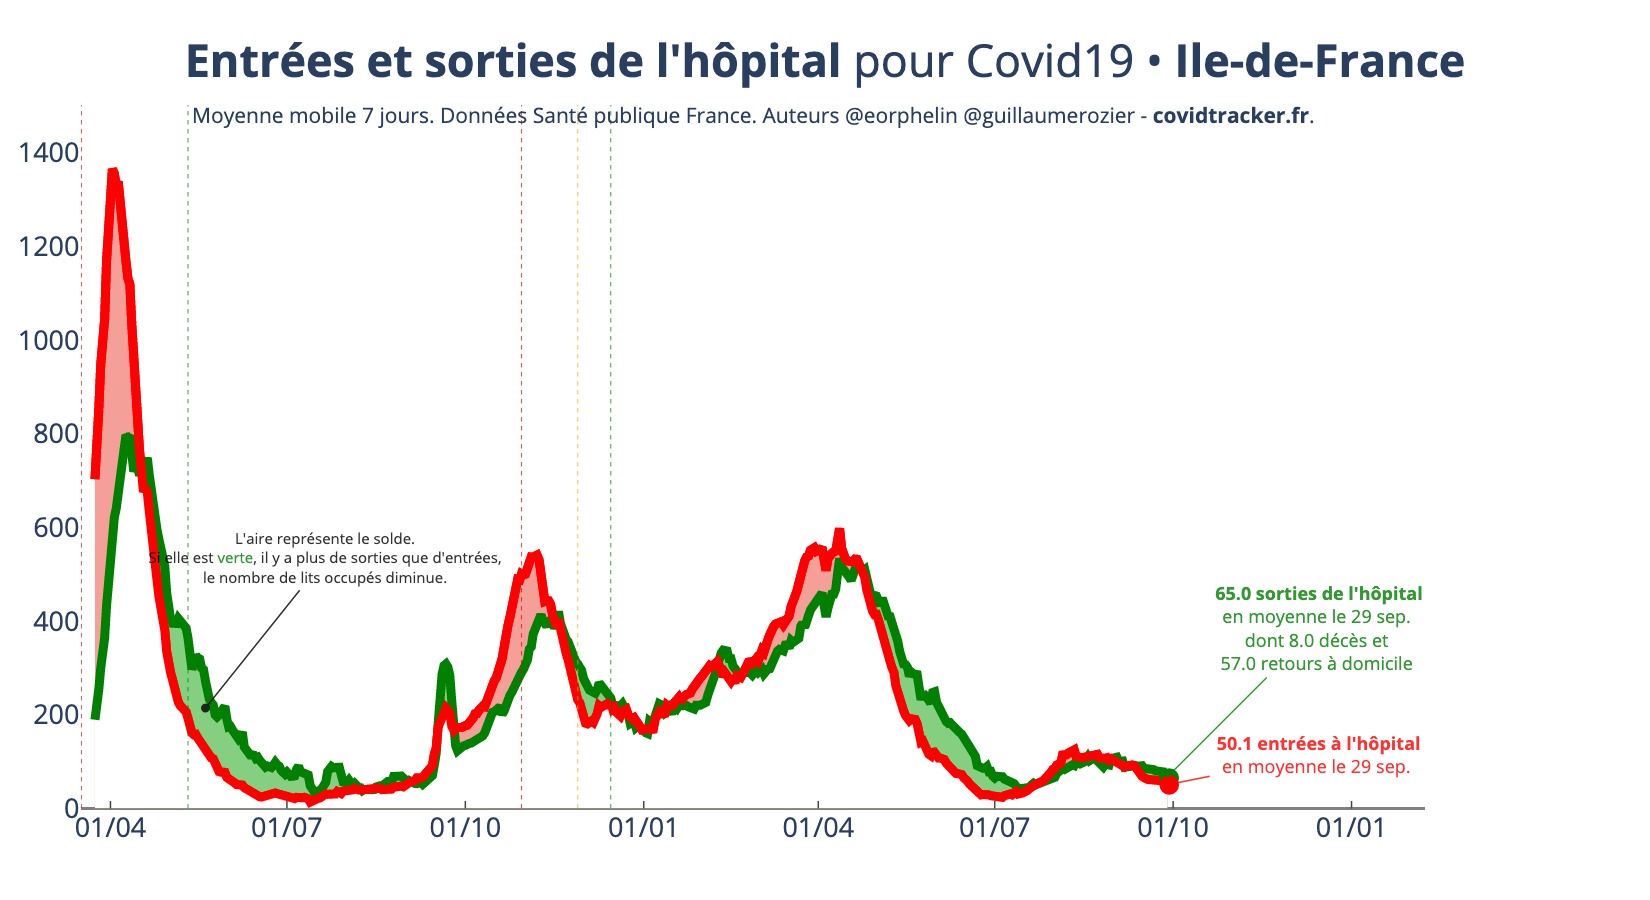 Entrées et sorties de l'hôpital pour Covid19 • Ile-de-France
Moyenne mobile 7 jours. Données Santé publique France. Auteurs @eorphelin @guillaumerozier - covidtracker.fr.
1400
1200
1000
800
600
400
200
0
L'aire représente le solde.
Si elle est verte, il y a plus de sorties que d'entrées,
le nombre de lits occupés diminue.
65.0 sorties de l'hôpital
en moyenne le 29 sep.
dont 8.0 décès et
57.0 retours à domicile
50.1 entrées à l'hôpital
en moyenne le 29 sep.
01/04 01/07 01/10 01/01 01/04 01/07 01/10 01/01